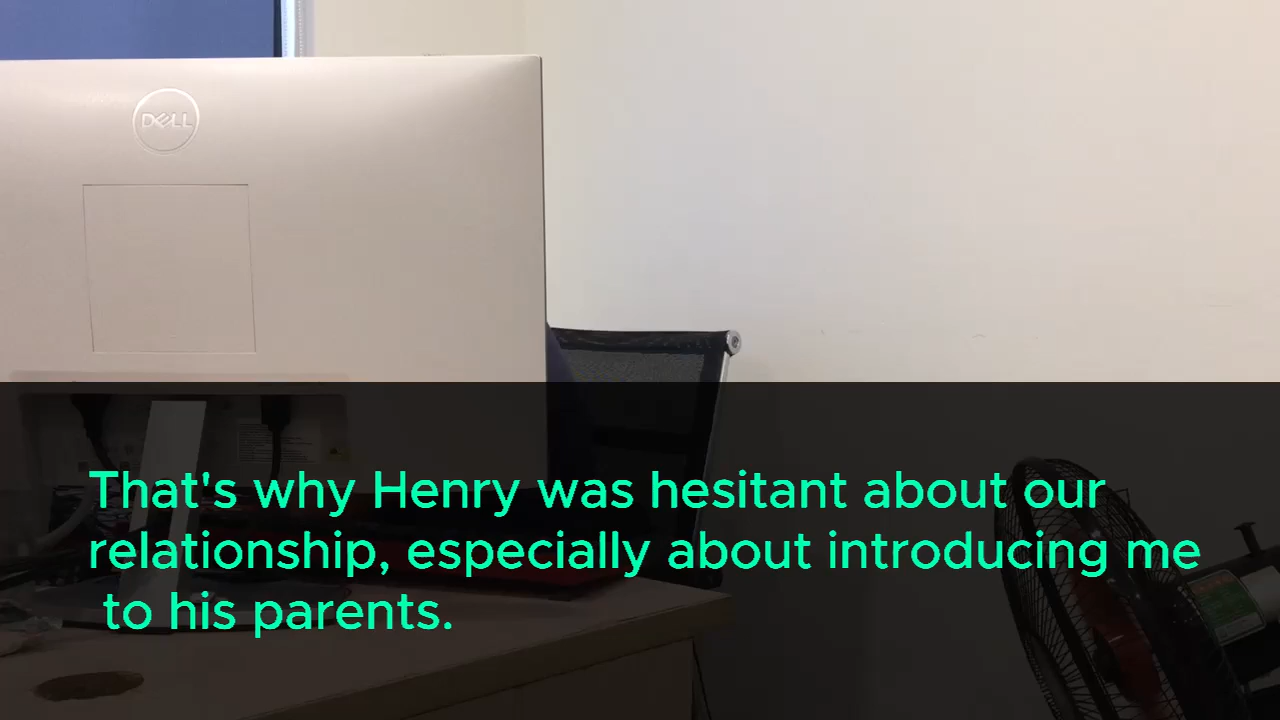 DELL
That's why Henry was hesitant about our
relationship, especially about introducing me
to his parents.